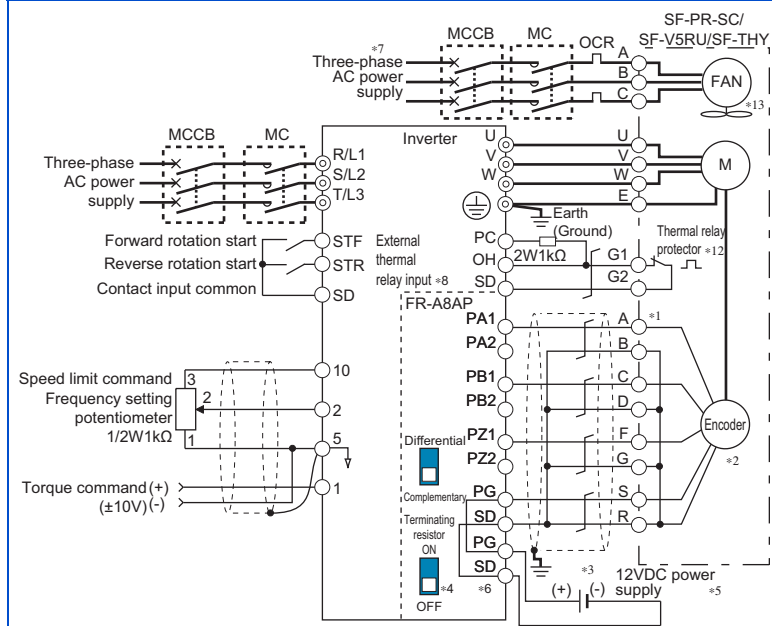 SF-PR-SC/
SF-V5RU/SF-THY
MCCB MC OCR
*7
Three-phase
AC power
supply
A
B
C
FAN
*13
MCCB MC
Three-phase
AC power
supply
R/L1
S/L2
T/L3
Inverter
U
V
W
U
V
W
E
M
Earth
(Ground)
Forward rotation start
Reverse rotation start
Contact input common
STF
STR
SD
External
thermal
relay input *8
PC
OH
SD
2W1kΩ
G1
G2
Thermal relay
protector *12
FR-A8AP
PA1
PA2
PB1
PB2
PZ1
PZ2
PG
SD
PG
SD
A
B
C
D
F
G
S
R
*1
Encoder
*2
Speed limit command
Frequency setting
potentiometer
1/2W1kΩ
3
2
1
10
2
5
1
Torque command (+)
(±10V) (-)
Differential
Complementary
Terminating
resistor
ON
OFF
*4
*6
*3
(+) (-)
12VDC power
supply *5